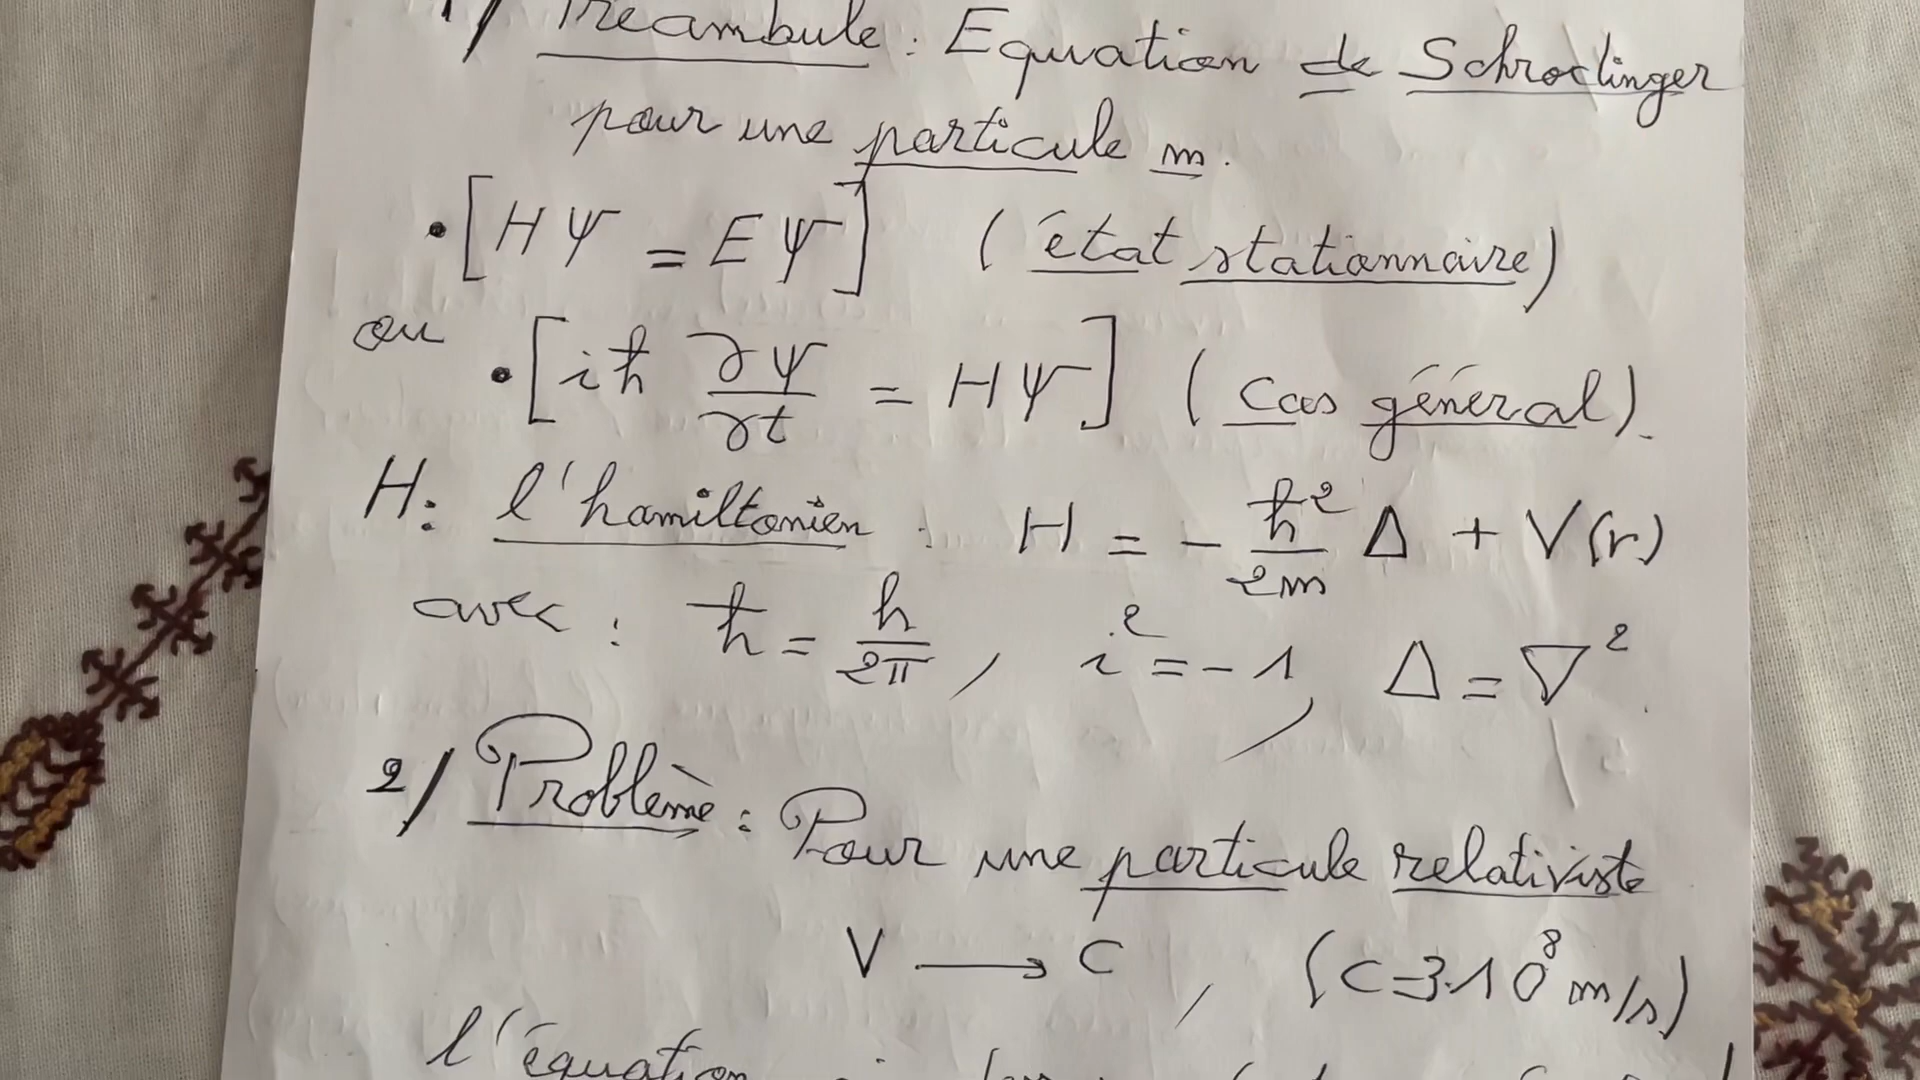 1/ Préambule : Equation de Schrodinger
pour une particule m.
• [HΨ = EΨ] (état stationnaire)
ou • [iħ ∂Ψ/∂t = HΨ] (Cas général).
H: l'hamiltonien : H = - ħ²/2m Δ + V(r)
avec : ħ = h/2π, i² = -1, Δ = ∇².
2/ Problème : Pour une particule relativiste
V → C, (C=3.10⁸ m/s)
l'équation